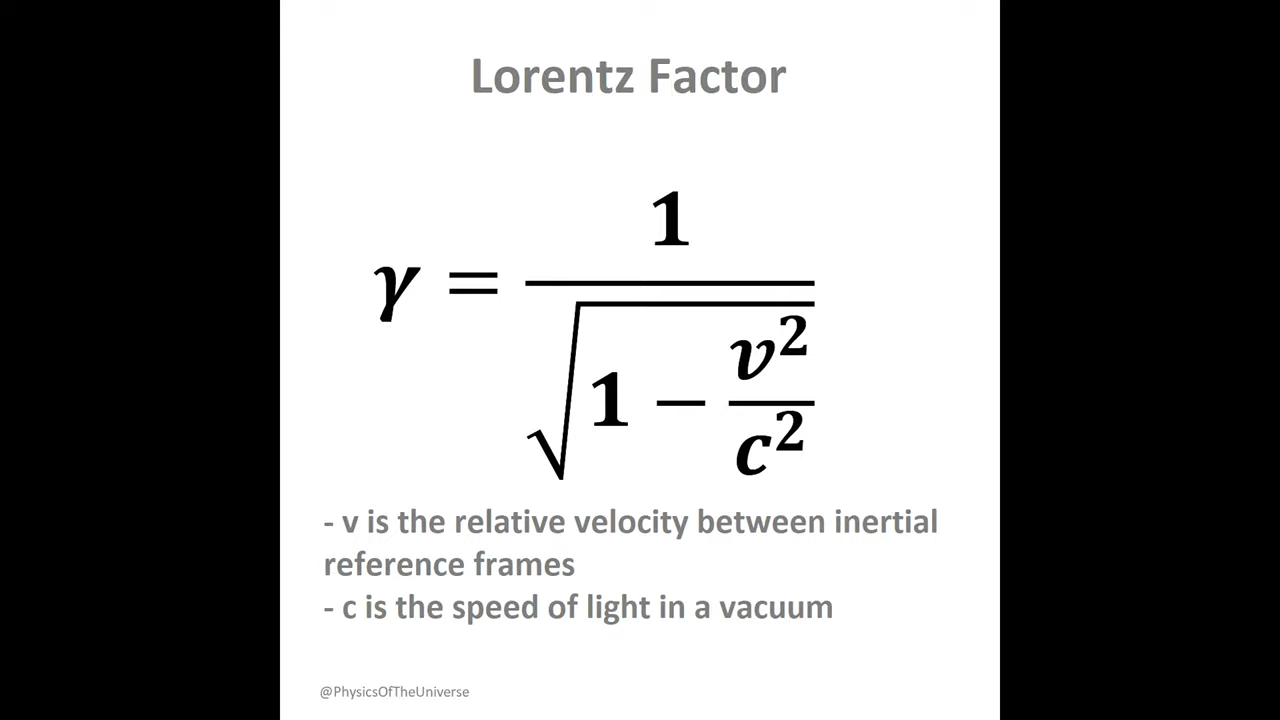 Lorentz Factor
γ = 1 / √(1 − v²/c²)
- v is the relative velocity between inertial
reference frames
- c is the speed of light in a vacuum
@PhysicsOfTheUniverse